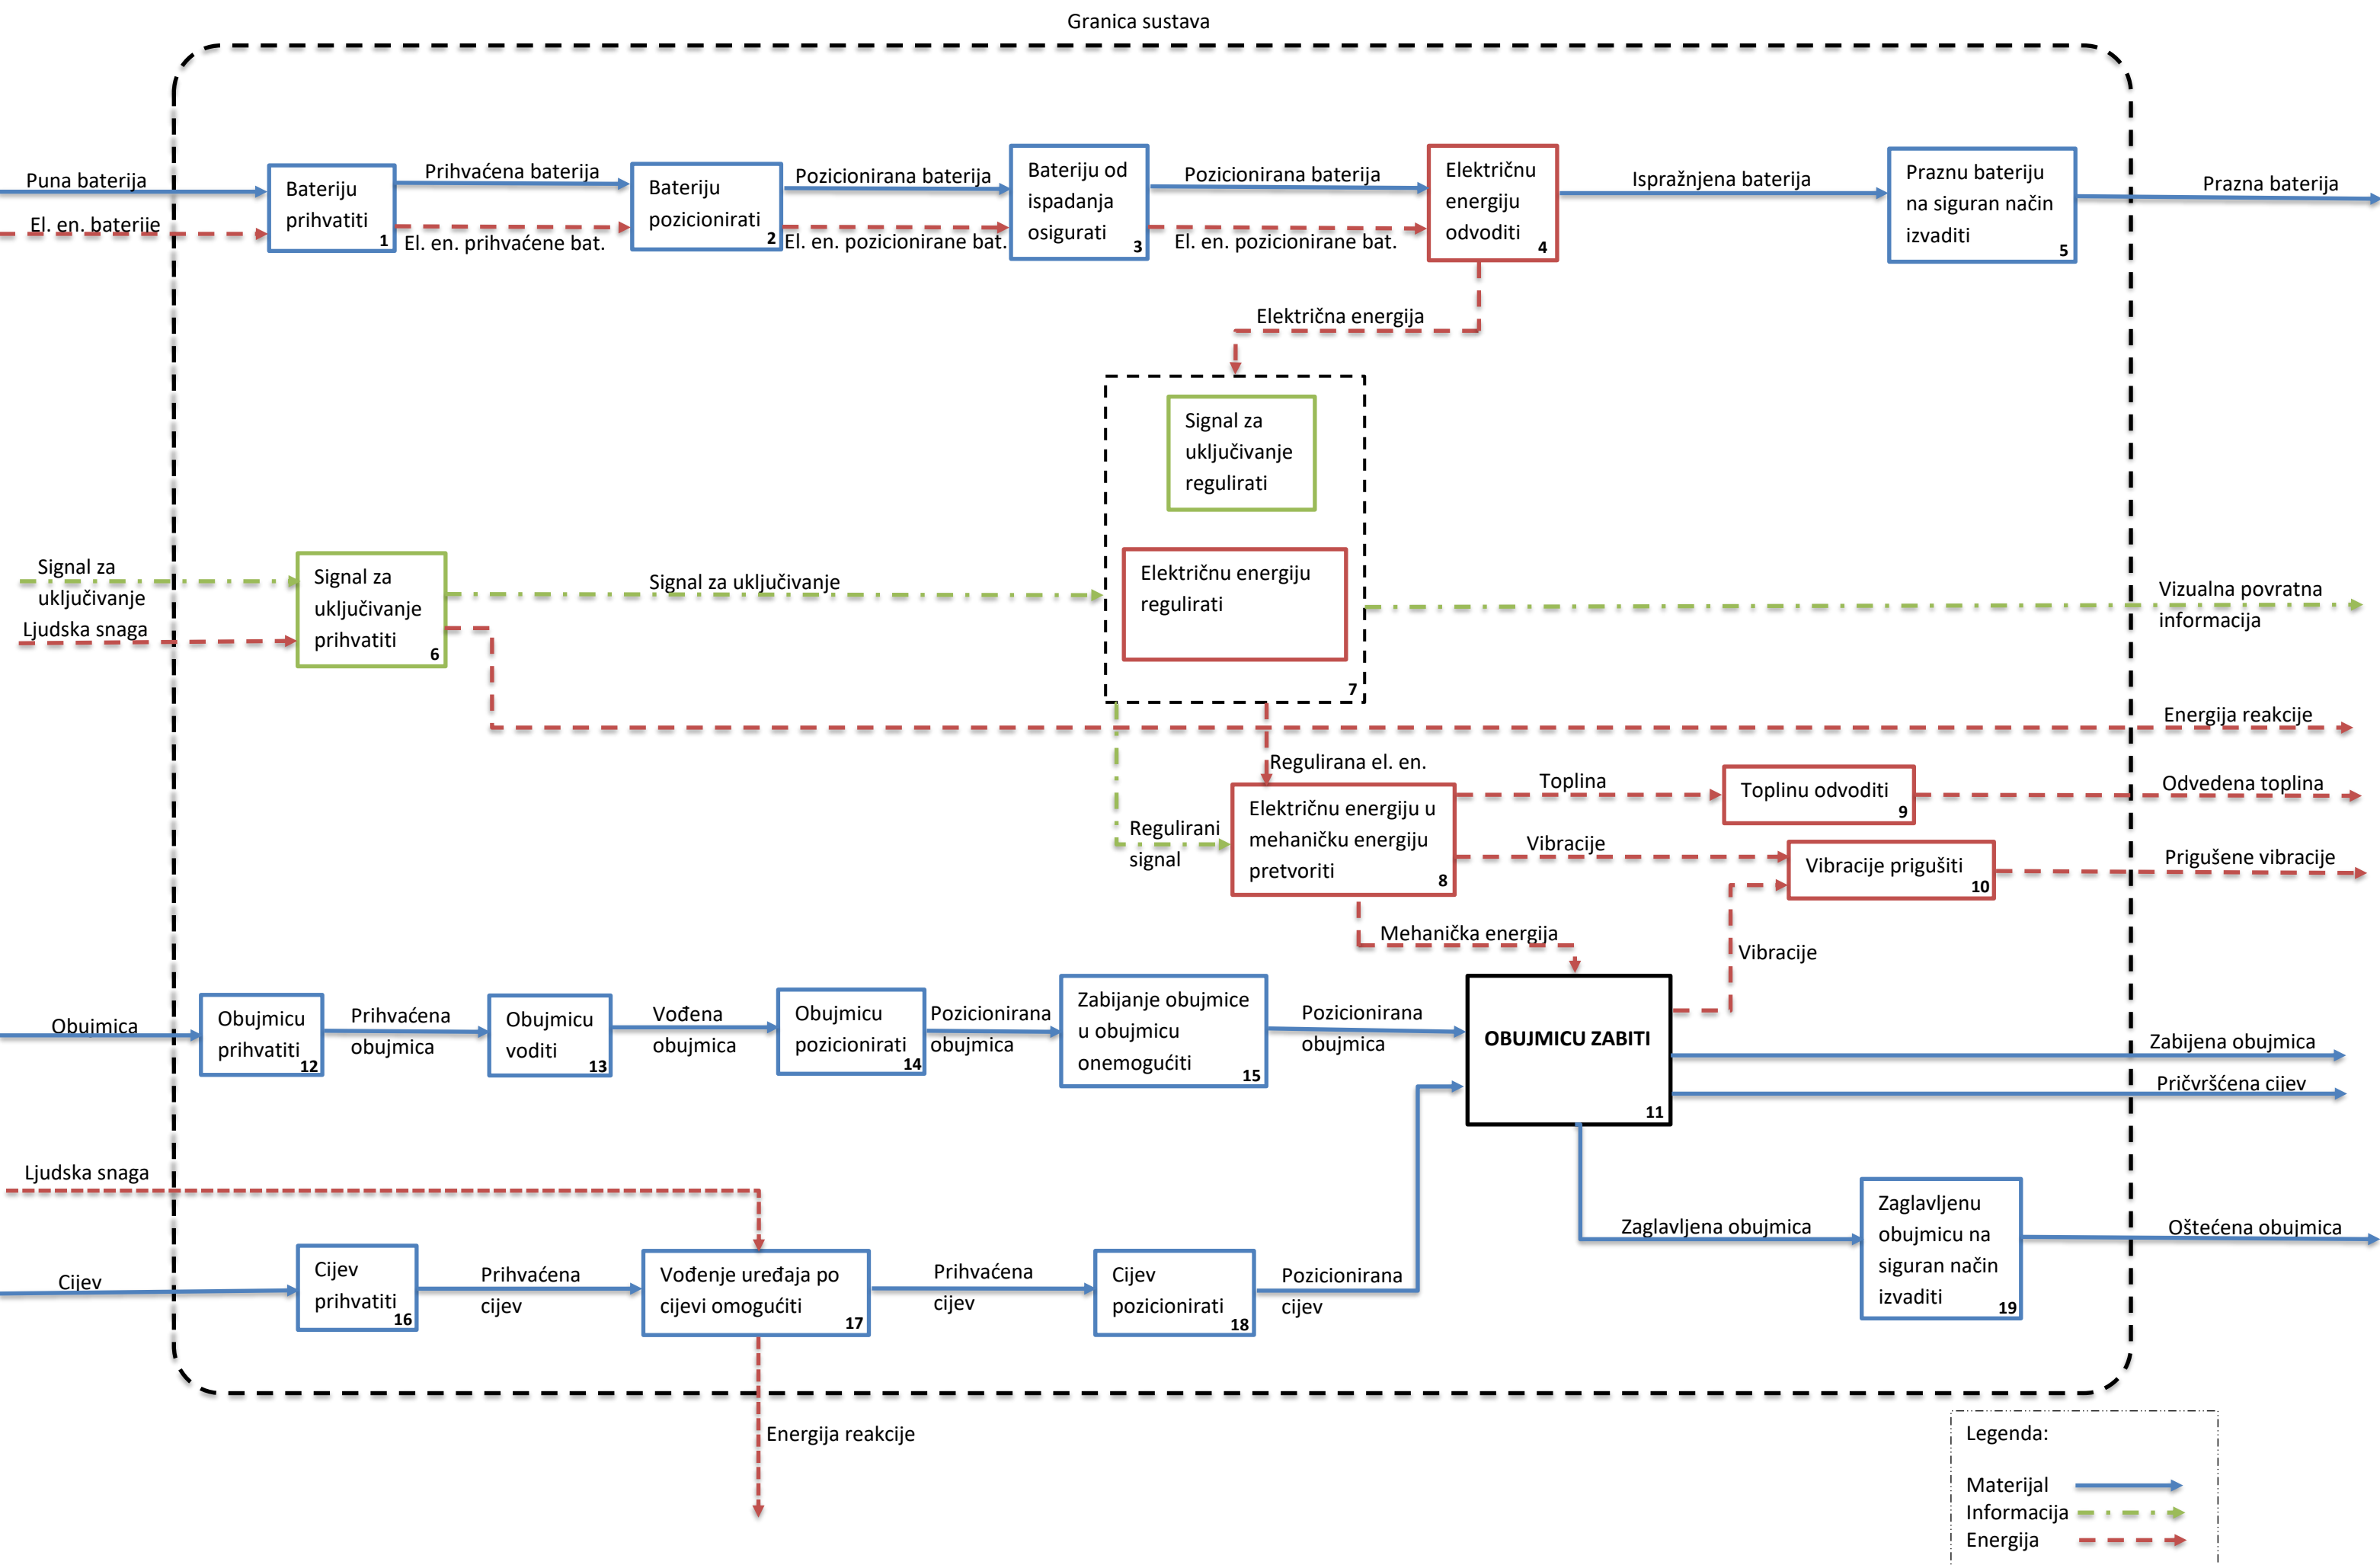 Granica sustava
Puna baterija
El. en. baterije
Bateriju
prihvatiti
1
Prihvaćena baterija
El. en. prihvaćene bat.
Bateriju
pozicionirati
2
Pozicionirana baterija
El. en. pozicionirane bat.
Bateriju od
ispadanja
osigurati
3
Pozicionirana baterija
El. en. pozicionirane bat.
Električnu
energiju
odvoditi
4
Ispražnjena baterija
Praznu bateriju
na siguran način
izvaditi
5
Prazna baterija
Električna energija
Signal za
uključivanje
regulirati
Električnu energiju
regulirati
7
Signal za
uključivanje
Ljudska snaga
Signal za
uključivanje
prihvatiti
6
Signal za uključivanje
Vizualna povratna
informacija
Energija reakcije
Regulirana el. en.
Regulirani
signal
Električnu energiju u
mehaničku energiju
pretvoriti
8
Toplina
Toplinu odvoditi
9
Odvedena toplina
Vibracije
Vibracije prigušiti
10
Prigušene vibracije
Mehanička energija
Vibracije
Obujmica
Obujmicu
prihvatiti
12
Prihvaćena
obujmica
Obujmicu
voditi
13
Vođena
obujmica
Obujmicu
pozicionirati
14
Pozicionirana
obujmica
Zabijanje obujmice
u obujmicu
onemogućiti
15
Pozicionirana
obujmica
OBUJMICU ZABITI
11
Zabijena obujmica
Pričvršćena cijev
Ljudska snaga
Cijev
Cijev
prihvatiti
16
Prihvaćena
cijev
Vođenje uređaja po
cijevi omogućiti
17
Prihvaćena
cijev
Cijev
pozicionirati
18
Pozicionirana
cijev
Zaglavljena obujmica
Zaglavljenu
obujmicu na
siguran način
izvaditi
19
Oštećena obujmica
Energija reakcije
Legenda:
Materijal
Informacija
Energija